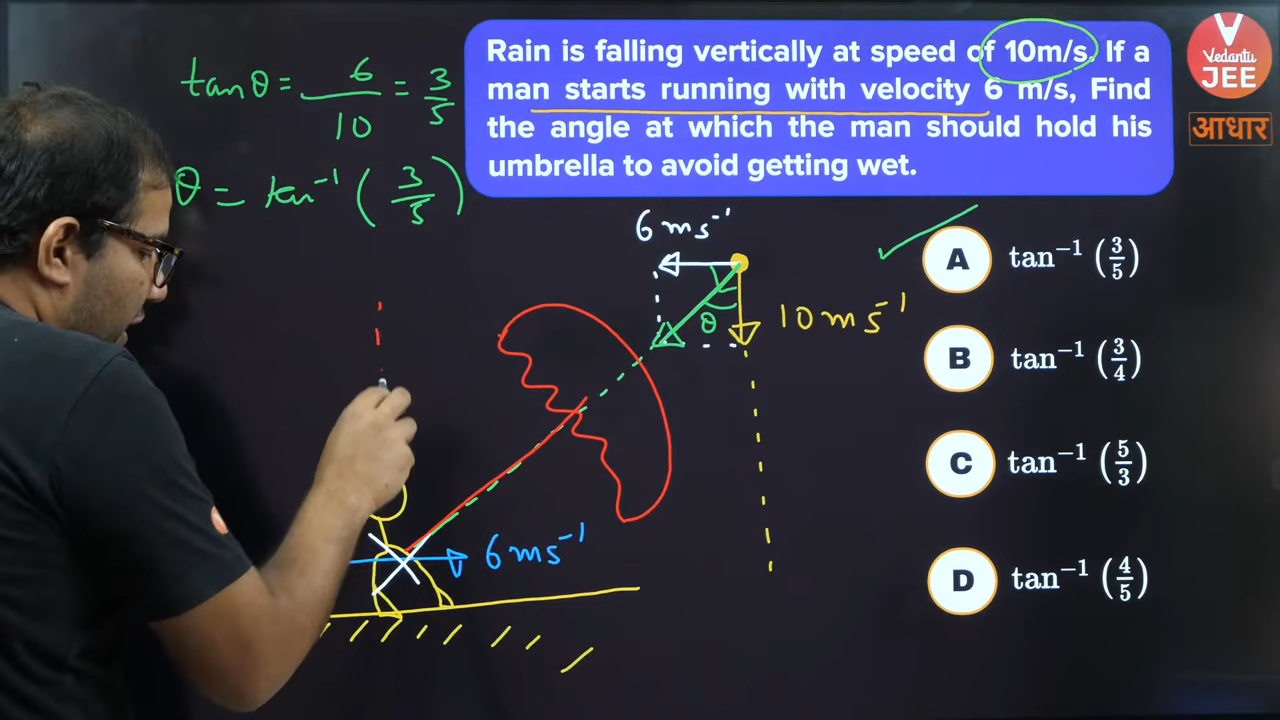 tanθ = 6/10 = 3/5
θ = tan⁻¹ (3/5)
Rain is falling vertically at speed of 10m/s. If a
man starts running with velocity 6 m/s, Find
the angle at which the man should hold his
umbrella to avoid getting wet.
Vedantu
JEE
आधार
6 ms⁻¹
θ
10 ms⁻¹
6 ms⁻¹
A tan⁻¹ (3/5)
B tan⁻¹ (3/4)
C tan⁻¹ (5/3)
D tan⁻¹ (4/5)